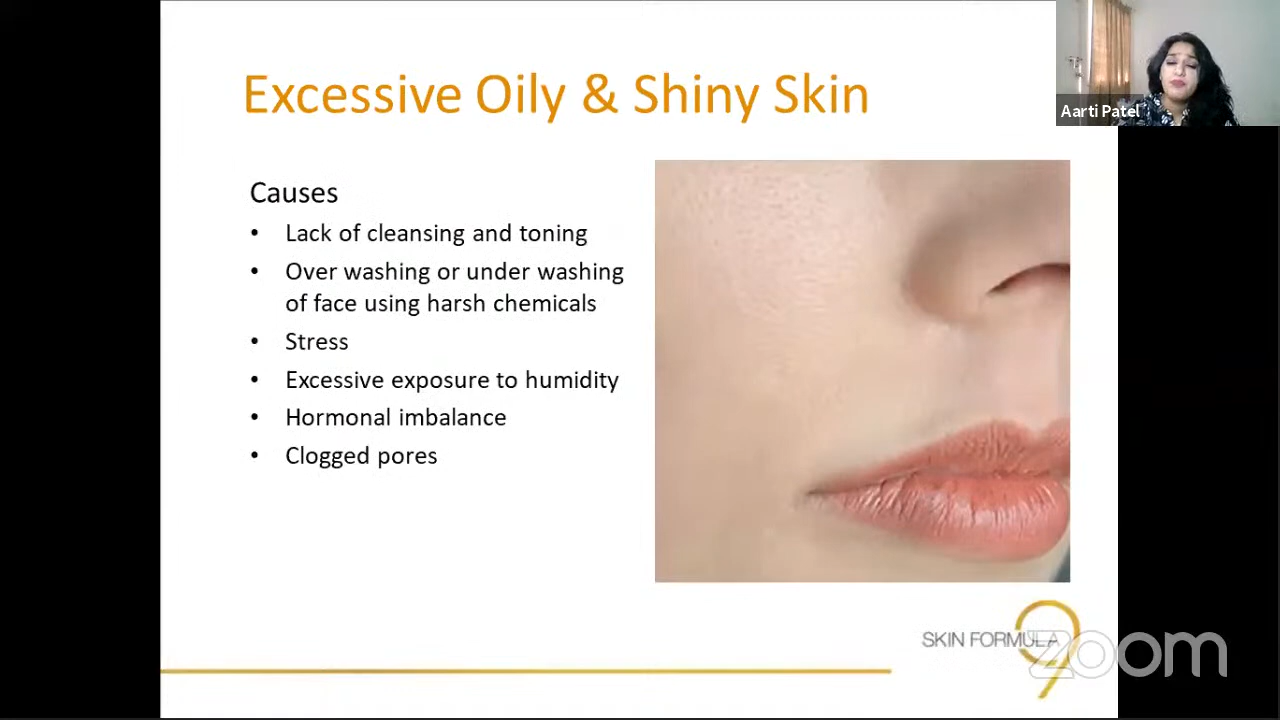 Excessive Oily & Shiny Skin
Aarti Patel
Causes
• Lack of cleansing and toning
• Over washing or under washing
of face using harsh chemicals
• Stress
• Excessive exposure to humidity
• Hormonal imbalance
• Clogged pores
SKIN FORMULA 9
zoom